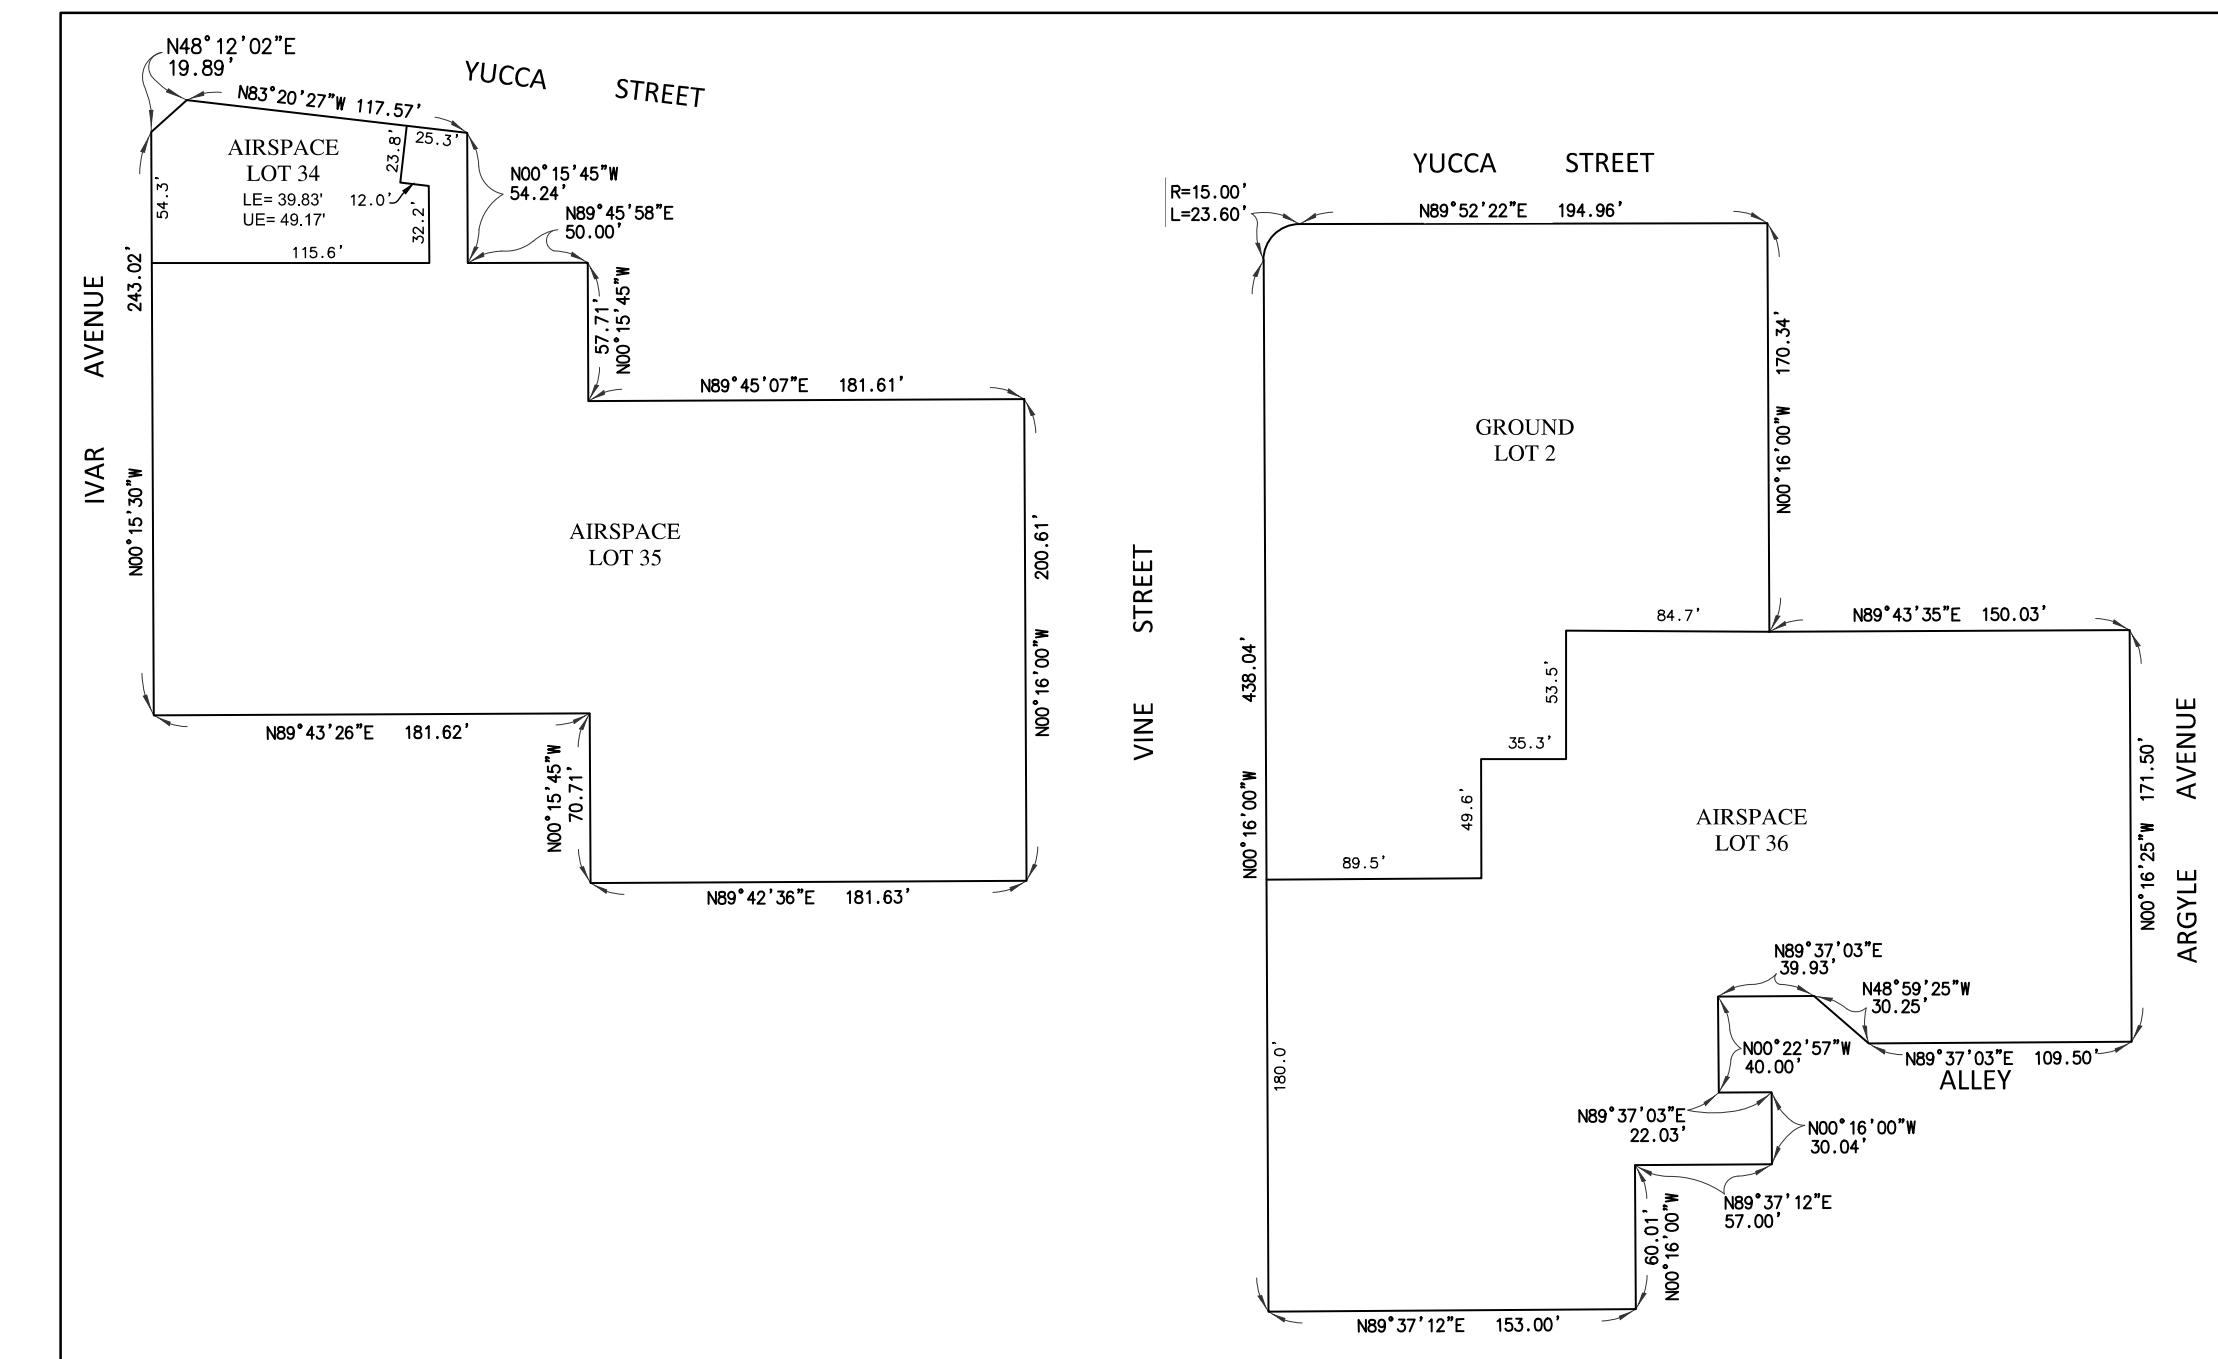 N48°12'02"E
19.89'
N83°20'27"W 117.57'
YUCCA STREET
23.8'
25.3'
AIRSPACE
LOT 34
LE= 39.83'
UE= 49.17'
12.0'
54.3'
32.2'
115.6'
N00°15'45"W
54.24'
N89°45'58"E
50.00'
57.71'
N00°15'45"W
243.02'
N00°15'30"W
IVAR AVENUE
N89°45'07"E 181.61'
AIRSPACE
LOT 35
200.61'
N00°16'00"W
N89°43'26"E 181.62'
N00°15'45"W
70.71'
N89°42'36"E 181.63'
VINE STREET
YUCCA STREET
R=15.00'
L=23.60'
N89°52'22"E 194.96'
170.34'
N00°16'00"W
GROUND
LOT 2
438.04'
N00°16'00"W
84.7'
53.5'
35.3'
49.6'
89.5'
N89°43'35"E 150.03'
N00°16'25"W 171.50'
ARGYLE AVENUE
AIRSPACE
LOT 36
N89°37'03"E
39.93'
N48°59'25"W
30.25'
N00°22'57"W
40.00'
N89°37'03"E 109.50'
ALLEY
N89°37'03"E
22.03'
N00°16'00"W
30.04'
N89°37'12"E
57.00'
180.0'
60.01'
N00°16'00"W
N89°37'12"E 153.00'